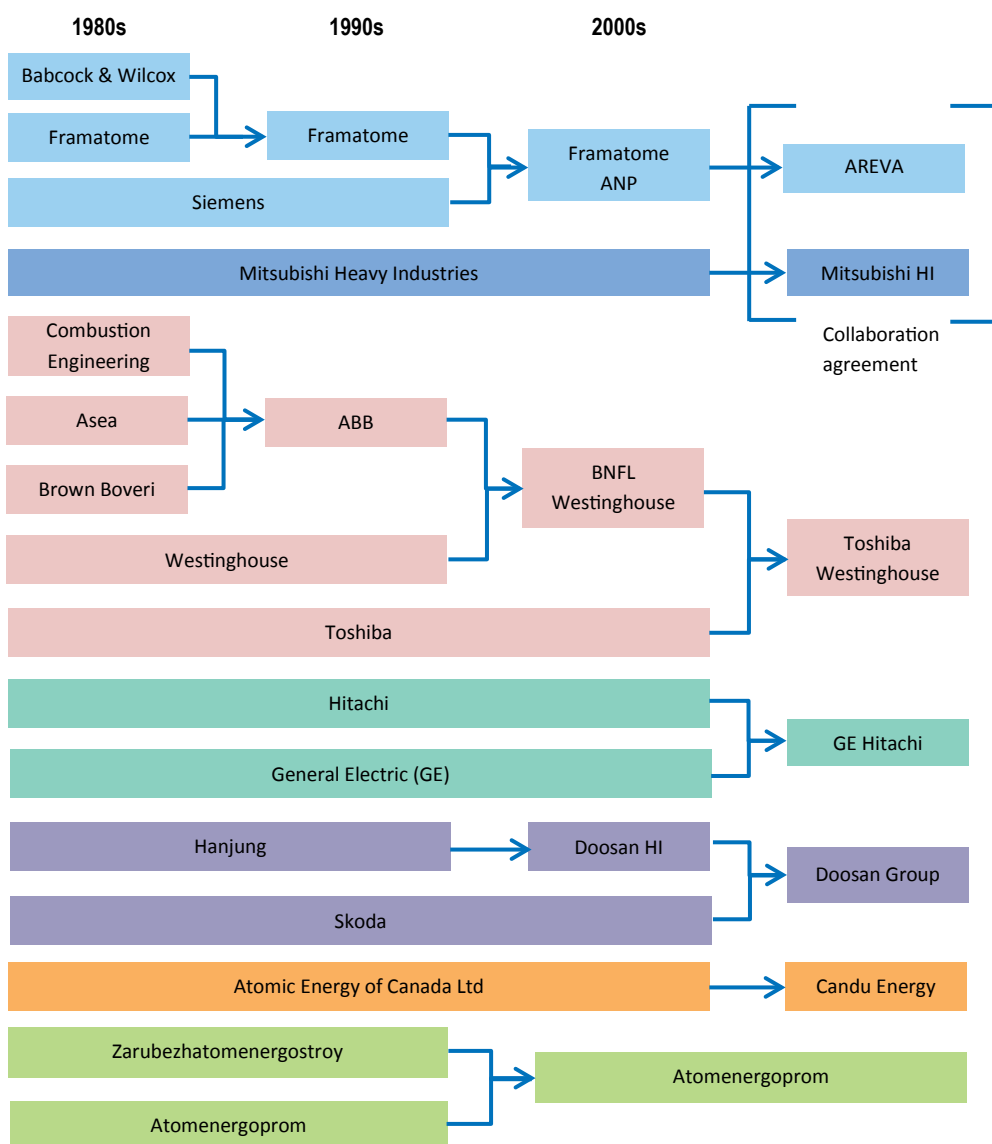 1980s
1990s
2000s
Babcock & Wilcox
Framatome
Framatome
Siemens
Framatome
ANP
AREVA
Mitsubishi Heavy Industries
Mitsubishi HI
Collaboration
agreement
Combustion
Engineering
Asea
Brown Boveri
ABB
Westinghouse
BNFL
Westinghouse
Toshiba
Toshiba
Westinghouse
Hitachi
General Electric (GE)
GE Hitachi
Hanjung
Doosan HI
Skoda
Doosan Group
Atomic Energy of Canada Ltd
Candu Energy
Zarubezhatomenergostroy
Atomenergoprom
Atomenergoprom